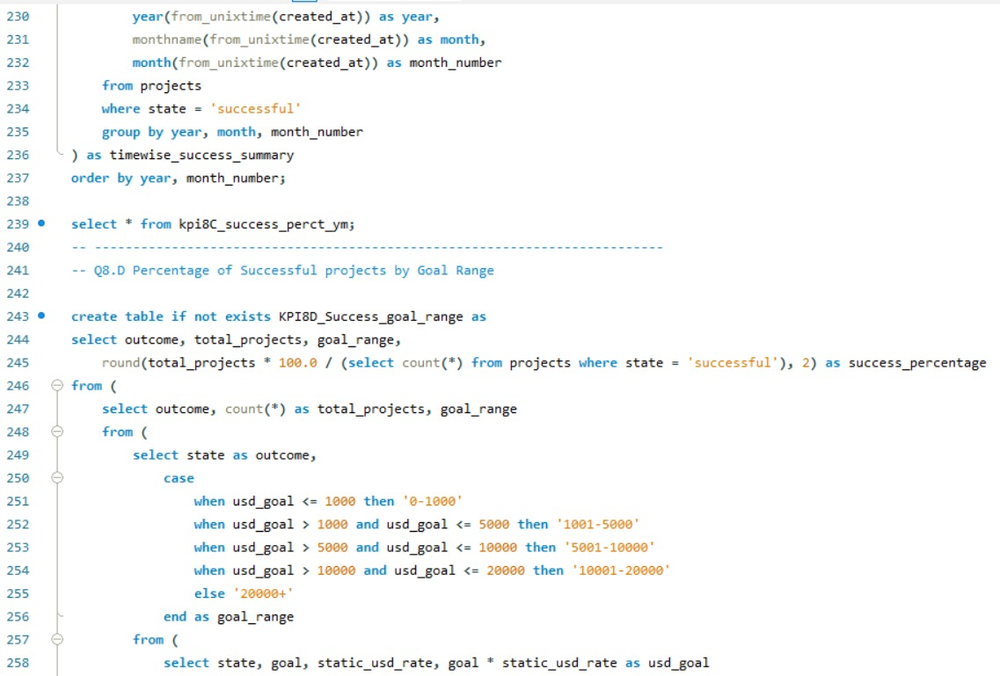 230 year(from_unixtime(created_at)) as year,
231 monthname(from_unixtime(created_at)) as month,
232 month(from_unixtime(created_at)) as month_number
233 from projects
234 where state = 'successful'
235 group by year, month, month_number
236 ) as timewise_success_summary
237 order by year, month_number;
238
239 select * from kpi8C_success_perct_ym;
240 -- --------------------------------------------------------------------------
241 -- Q8.D Percentage of Successful projects by Goal Range
242
243 create table if not exists KPI8D_Success_goal_range as
244 select outcome, total_projects, goal_range,
245 round(total_projects * 100.0 / (select count(*) from projects where state = 'successful'), 2) as success_percentage
246 from (
247 select outcome, count(*) as total_projects, goal_range
248 from (
249 select state as outcome,
250 case
251 when usd_goal <= 1000 then '0-1000'
252 when usd_goal > 1000 and usd_goal <= 5000 then '1001-5000'
253 when usd_goal > 5000 and usd_goal <= 10000 then '5001-10000'
254 when usd_goal > 10000 and usd_goal <= 20000 then '10001-20000'
255 else '20000+'
256 end as goal_range
257 from (
258 select state, goal, static_usd_rate, goal * static_usd_rate as usd_goal